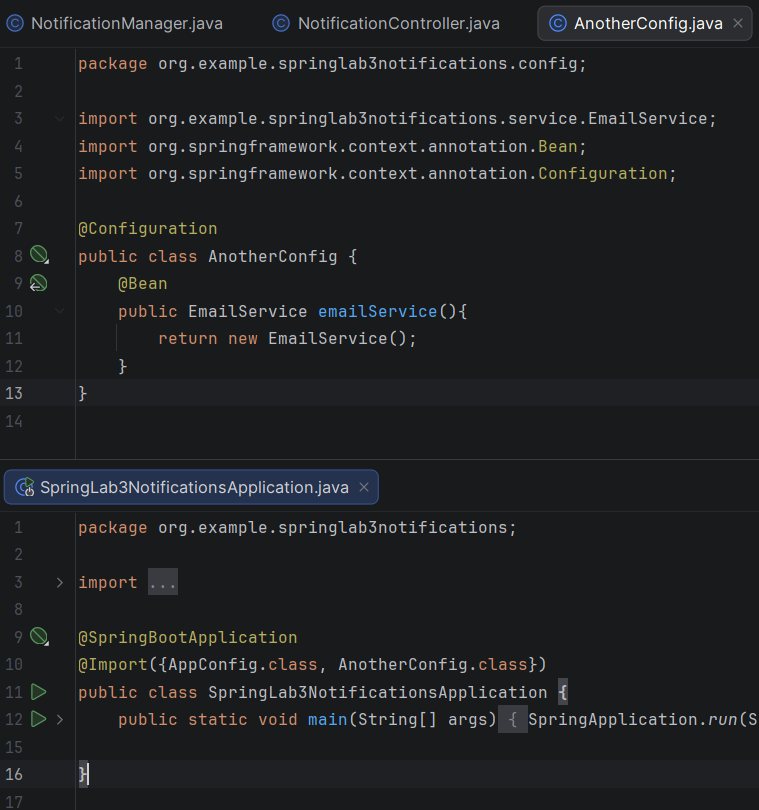 NotificationManager.java NotificationController.java AnotherConfig.java
1 package org.example.springlab3notifications.config;
2
3 import org.example.springlab3notifications.service.EmailService;
4 import org.springframework.context.annotation.Bean;
5 import org.springframework.context.annotation.Configuration;
6
7 @Configuration
8 public class AnotherConfig {
9 @Bean
10 public EmailService emailService(){
11 return new EmailService();
12 }
13 }
14
SpringLab3NotificationsApplication.java
1 package org.example.springlab3notifications;
2
3 import ...
8
9 @SpringBootApplication
10 @Import({AppConfig.class, AnotherConfig.class})
11 public class SpringLab3NotificationsApplication {
12 public static void main(String[] args) { SpringApplication.run(S
15
16 }
17